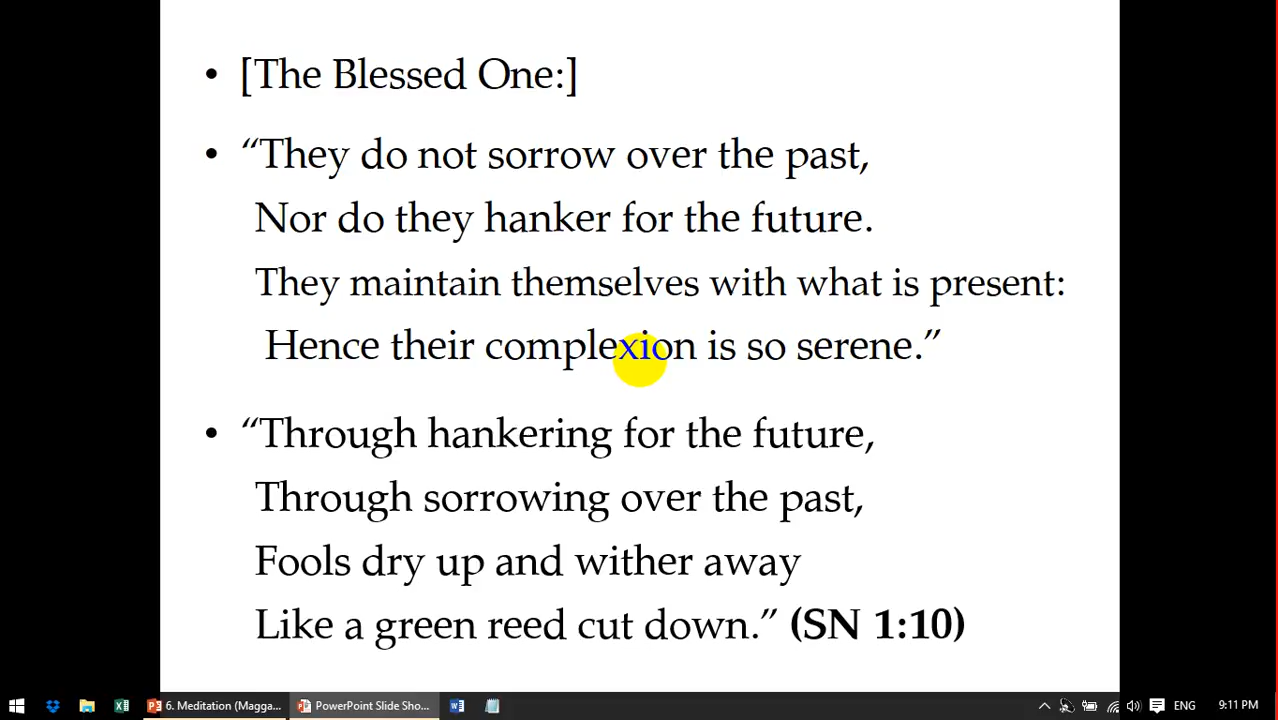 • [The Blessed One:]
• “They do not sorrow over the past,
Nor do they hanker for the future.
They maintain themselves with what is present:
Hence their complexion is so serene.”
• “Through hankering for the future,
Through sorrowing over the past,
Fools dry up and wither away
Like a green reed cut down.” (SN 1:10)
6. Meditation (Magga... PowerPoint Slide Sho... ENG 9:11 PM